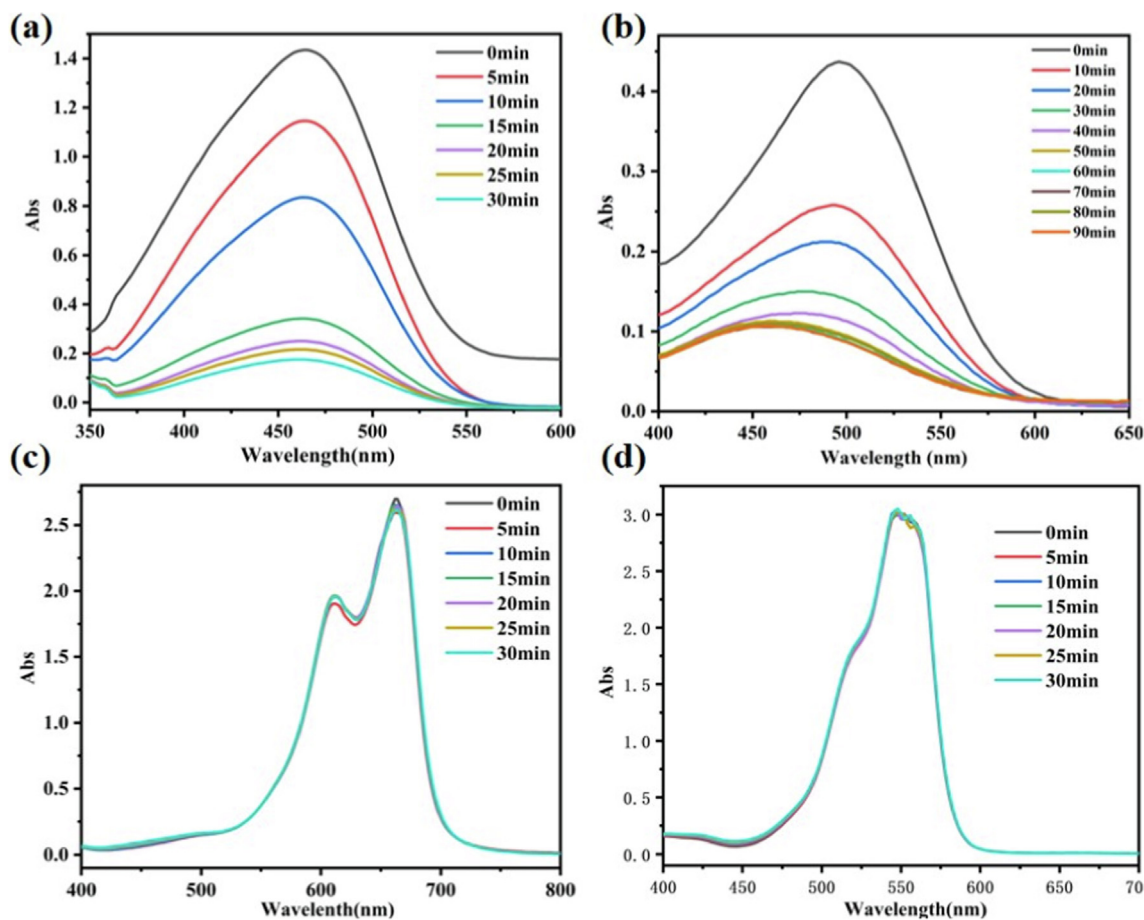 (a)
0min
5min
10min
15min
20min
25min
30min
1.4
1.2
1.0
0.8
0.6
0.4
0.2
0.0
Abs
350 400 450 500 550 600
Wavelength(nm)
(b)
0min
10min
20min
30min
40min
50min
60min
70min
80min
90min
0.4
0.3
0.2
0.1
0.0
Abs
400 450 500 550 600 650
Wavelength (nm)
(c)
0min
5min
10min
15min
20min
25min
30min
2.5
2.0
1.5
1.0
0.5
0.0
Abs
400 500 600 700 800
Wavelenth(nm)
(d)
0min
5min
10min
15min
20min
25min
30min
3.0
2.5
2.0
1.5
1.0
0.5
0.0
Abs
400 450 500 550 600 650 70
Wavelength(nm)